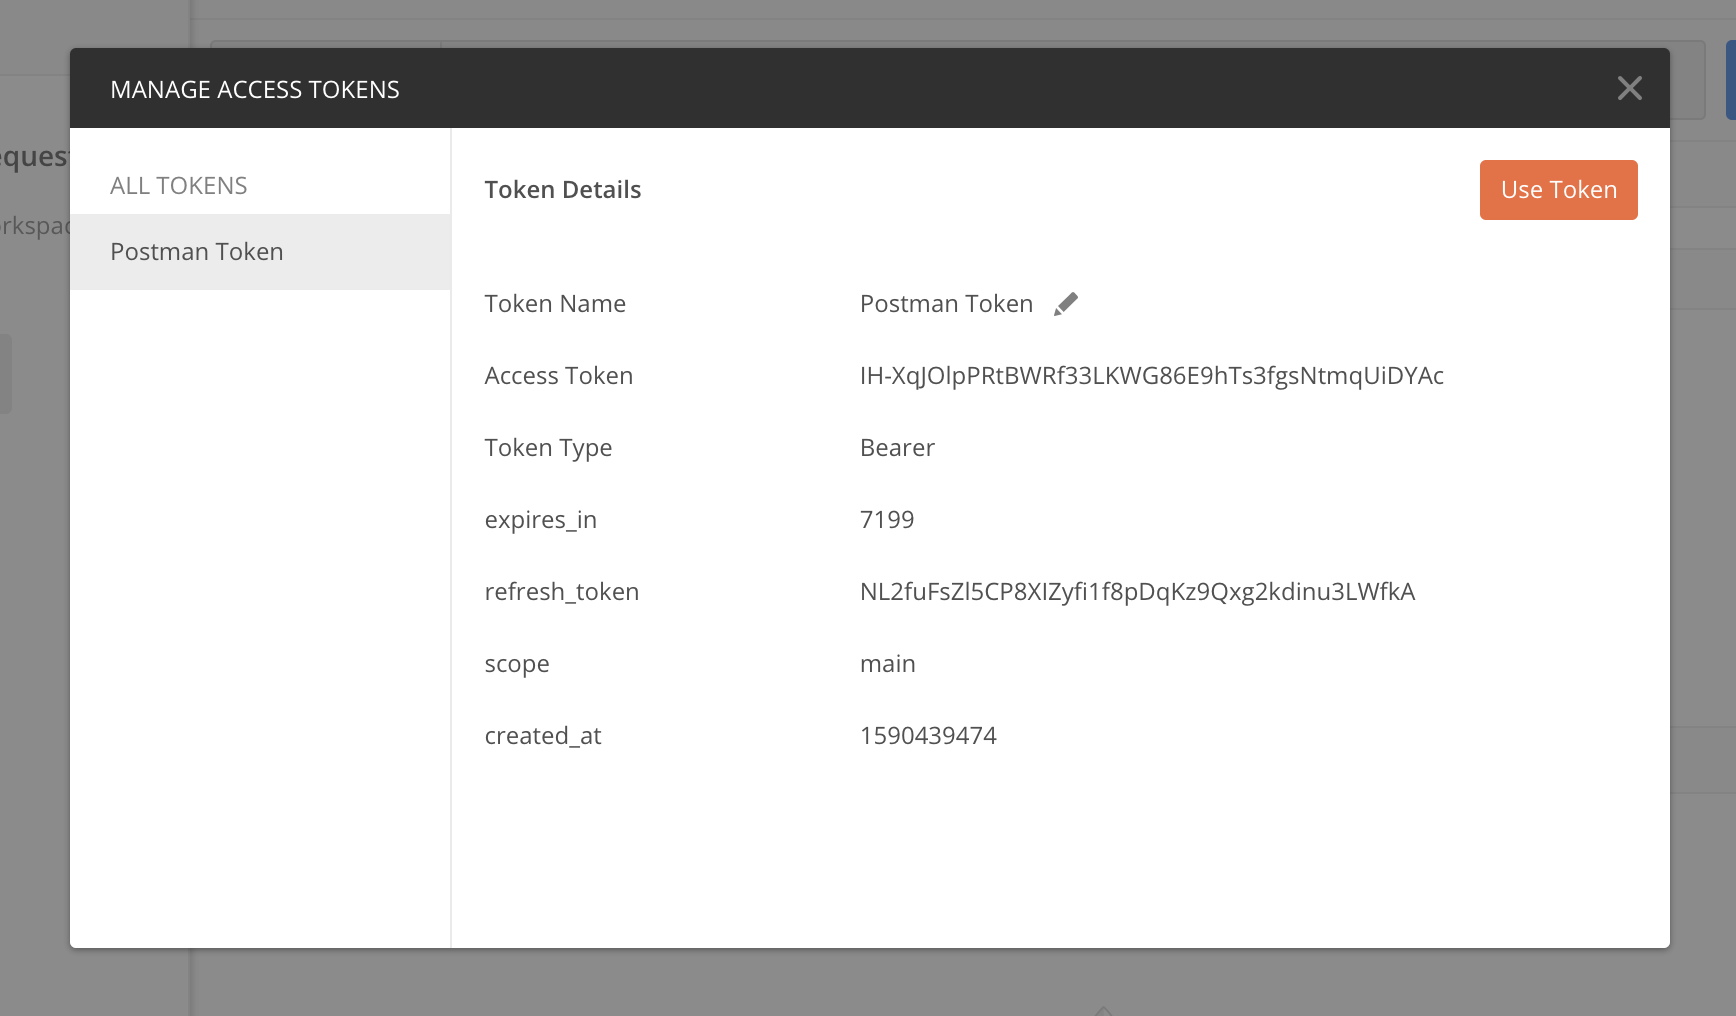 MANAGE ACCESS TOKENS
equest
rkspac
ALL TOKENS
Postman Token
Token Details
Use Token
Token Name Postman Token
Access Token IH-XqJOlpPRtBWRf33LKWG86E9hTs3fgsNtmqUiDYAc
Token Type Bearer
expires_in 7199
refresh_token NL2fuFsZl5CP8XIZyfi1f8pDqKz9Qxg2kdinu3LWfkA
scope main
created_at 1590439474